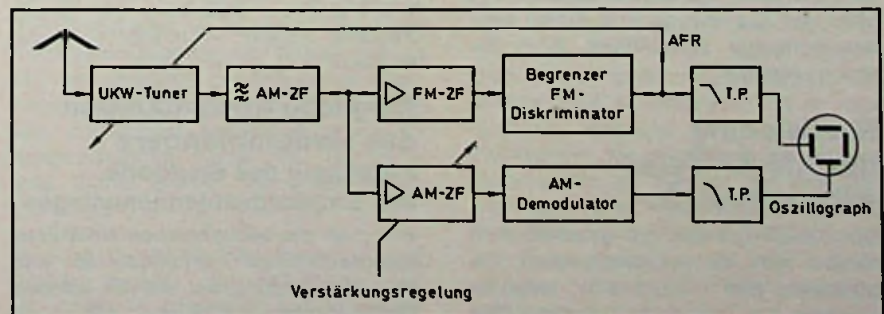 AFR
UKW-Tuner
AM-ZF
FM-ZF
Begrenzer
FM-
Diskriminator
T.P.
AM-ZF
AM-
Demodulator
T.P.
Oszillograph
Verstärkungsregelung